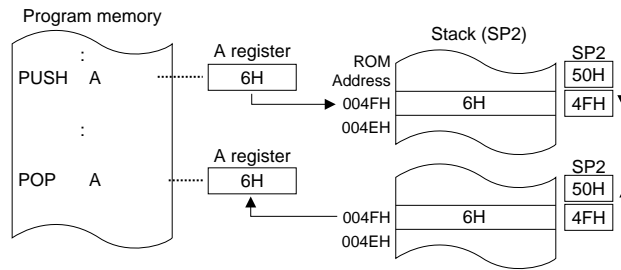 Program memory
:
PUSH A
:
POP A
A register
6H
A register
6H
Stack (SP2)
ROM
Address
004FH
004EH
6H
SP2
50H
4FH
004FH
004EH
6H
SP2
50H
4FH